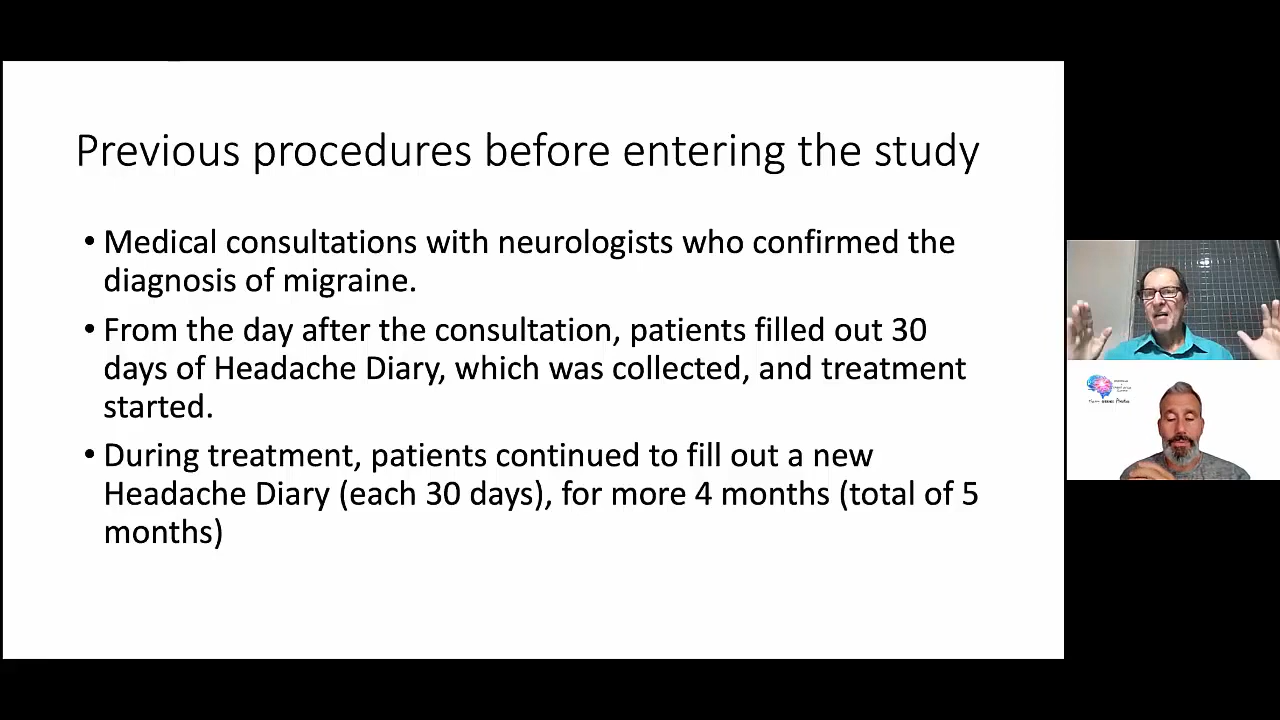 Previous procedures before entering the study
• Medical consultations with neurologists who confirmed the
diagnosis of migraine.
• From the day after the consultation, patients filled out 30
days of Headache Diary, which was collected, and treatment
started.
• During treatment, patients continued to fill out a new
Headache Diary (each 30 days), for more 4 months (total of 5
months)